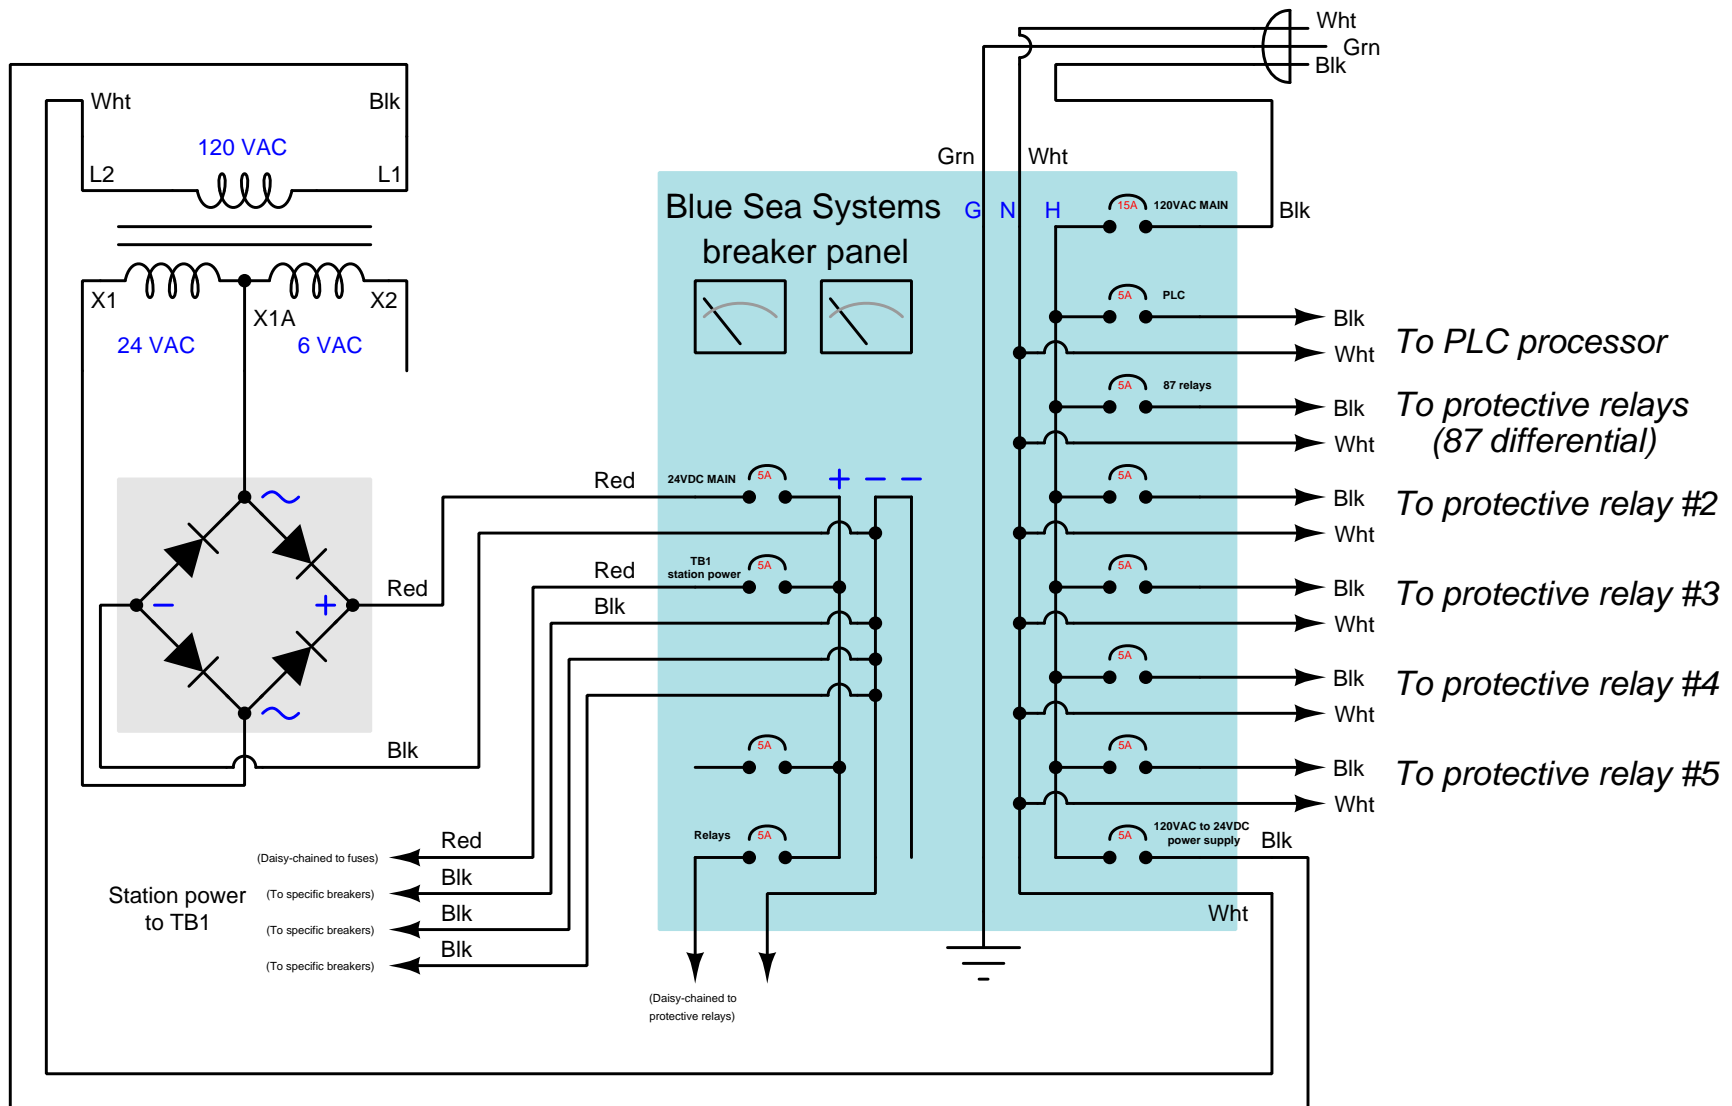 Wht
Grn
Blk
Wht
Blk
120 VAC
L2
L1
X1
X1A
X2
24 VAC
6 VAC
Grn
Wht
Blue Sea Systems
breaker panel
G
N
H
15A
120VAC MAIN
Blk
5A
PLC
Blk
Wht
To PLC processor
5A
87 relays
Blk
Wht
To protective relays
(87 differential)
5A
Blk
Wht
To protective relay #2
5A
Blk
Wht
To protective relay #3
5A
Blk
Wht
To protective relay #4
5A
Blk
Wht
To protective relay #5
5A
120VAC to 24VDC
power supply
Blk
Wht
Red
24VDC MAIN
5A
+ − −
Red
TB1
station power
5A
Blk
− +
Red
Blk
5A
Relays
5A
(Daisy-chained to
protective relays)
Station power
to TB1
(Daisy-chained to fuses)
Red
(To specific breakers)
Blk
(To specific breakers)
Blk
(To specific breakers)
Blk